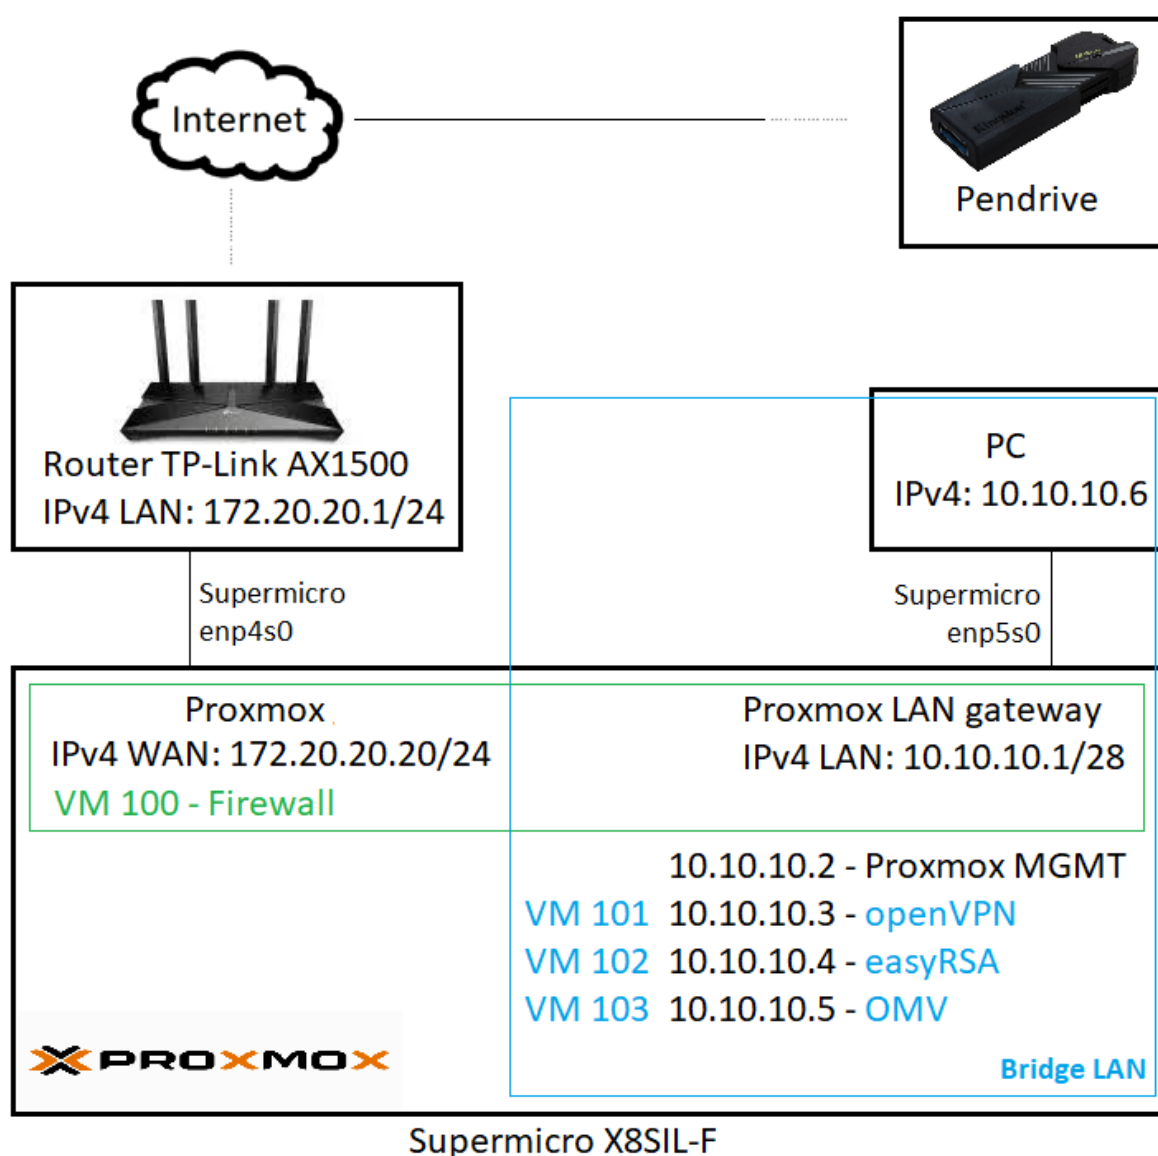 Internet
Kingston
Pendrive
Router TP-Link AX1500
IPv4 LAN: 172.20.20.1/24
PC
IPv4: 10.10.10.6
Supermicro
enp4s0
Supermicro
enp5s0
Proxmox
IPv4 WAN: 172.20.20.20/24
VM 100 - Firewall
Proxmox LAN gateway
IPv4 LAN: 10.10.10.1/28
10.10.10.2 - Proxmox MGMT
VM 101 10.10.10.3 - openVPN
VM 102 10.10.10.4 - easyRSA
VM 103 10.10.10.5 - OMV
PROXMOX
Bridge LAN
Supermicro X8SIL-F